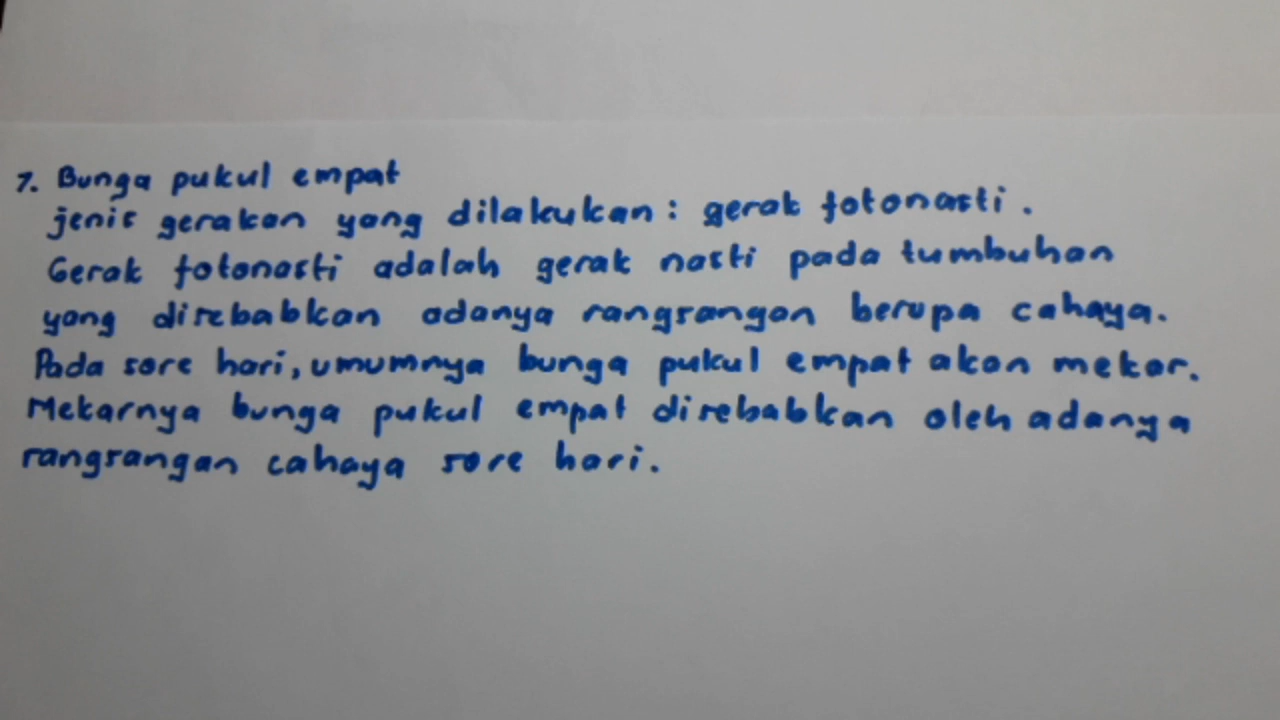 7. Bunga pukul empat
jenis gerakan yang dilakukan : gerak fotonasti.
Gerak fotonasti adalah gerak nasti pada tumbuhan
yang disebabkan adanya rangsangan berupa cahaya.
Pada sore hari, umumnya bunga pukul empat akan mekar.
Mekarnya bunga pukul empat disebabkan oleh adanya
rangsangan cahaya sore hari.